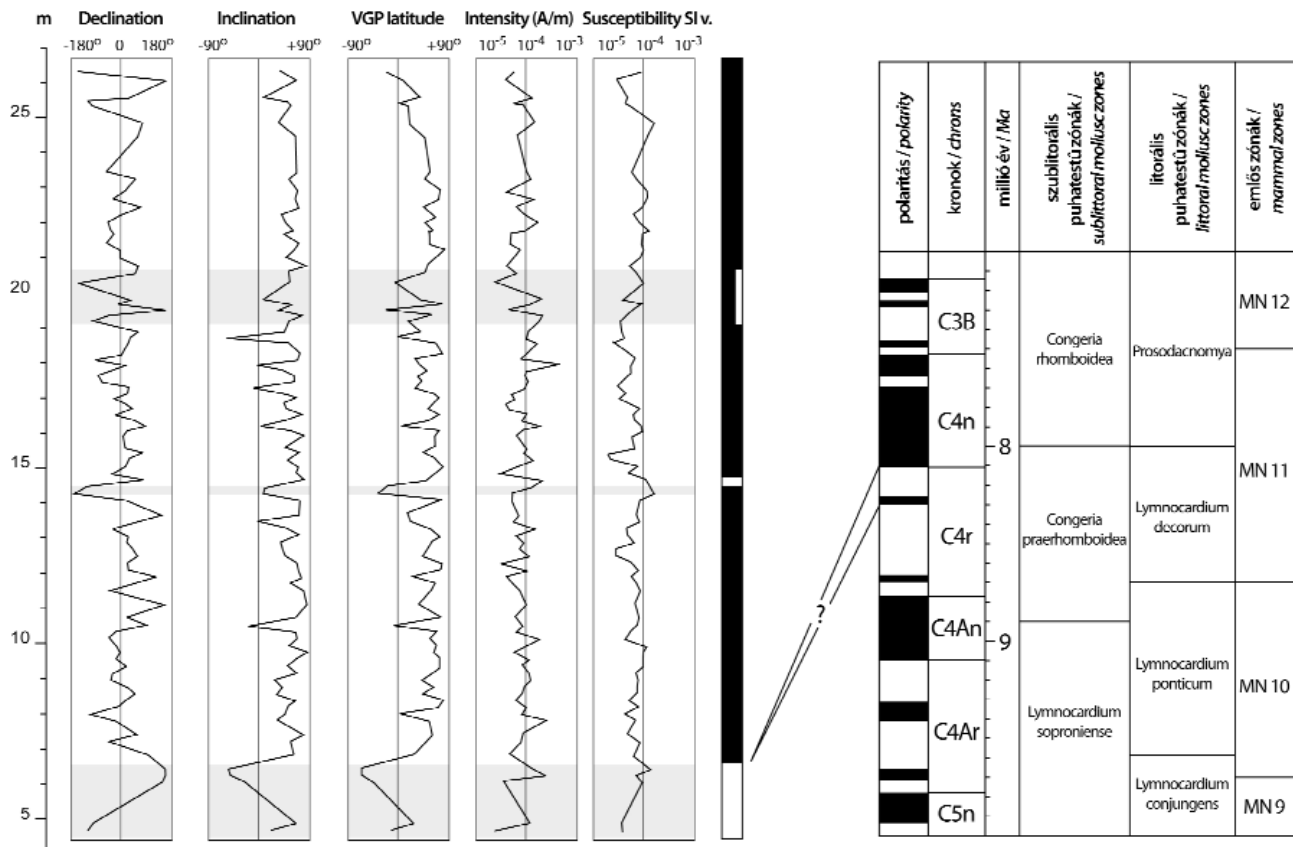 m
Declination
Inclination
VGP latitude
Intensity (A/m)
Susceptibility SI v.
-180° 0 180°
-90° +90°
-90° +90°
10⁻⁵ 10⁻⁴ 10⁻³
10⁻⁵ 10⁻⁴ 10⁻³
25
20
15
10
5
?
polaritás / polarity
kronok / chrons
millió év / Ma
szublitorális
puhatestű zónák /
sublittoral mollusc zones
litorális
puhatestű zónák /
littoral mollusc zones
emlős zónák /
mammal zones
C3B
C4n
C4r
C4An
C4Ar
C5n
8
9
Congeria
rhomboidea
Congeria
praerhomboidea
Lymnocardium
soproniense
Prosodacnomya
Lymnocardium
decorum
Lymnocardium
ponticum
Lymnocardium
conjungens
MN 12
MN 11
MN 10
MN 9